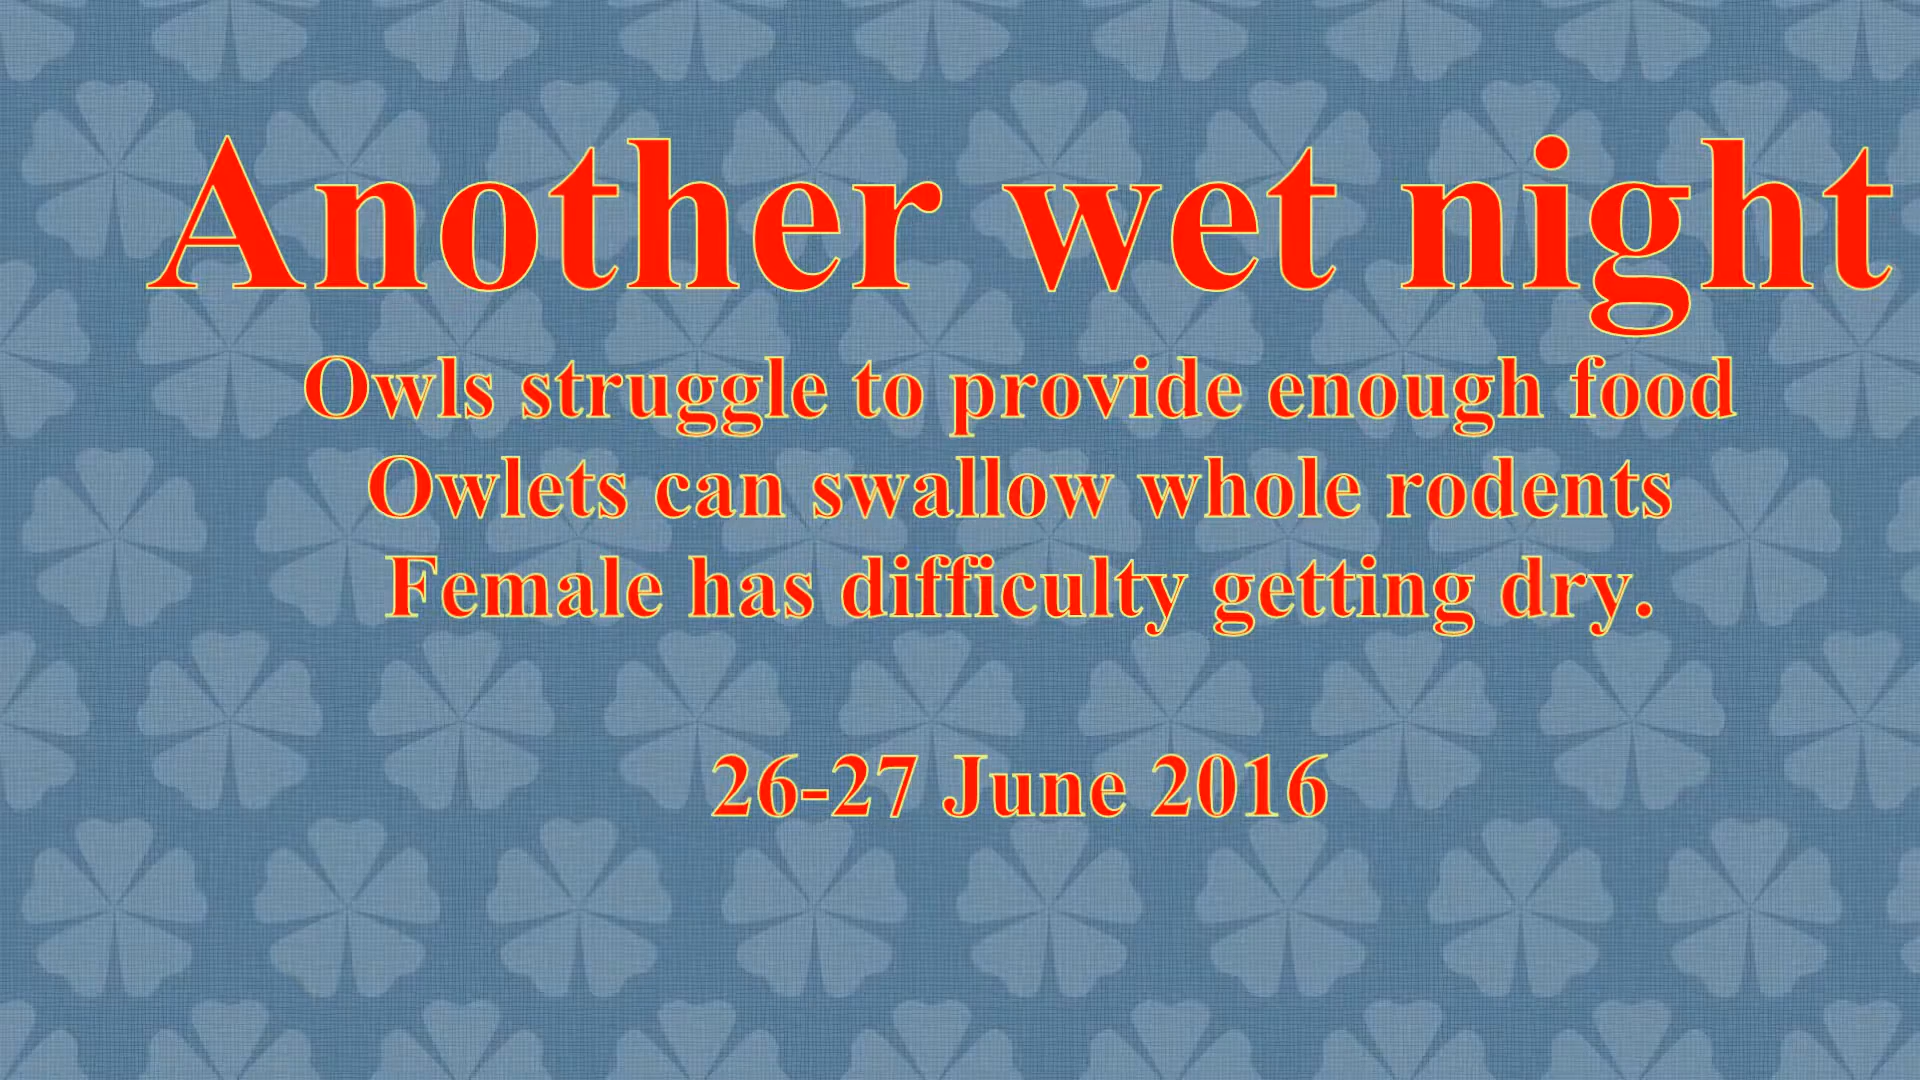 Another wet night
Owls struggle to provide enough food
Owlets can swallow whole rodents
Female has difficulty getting dry.
26-27 June 2016